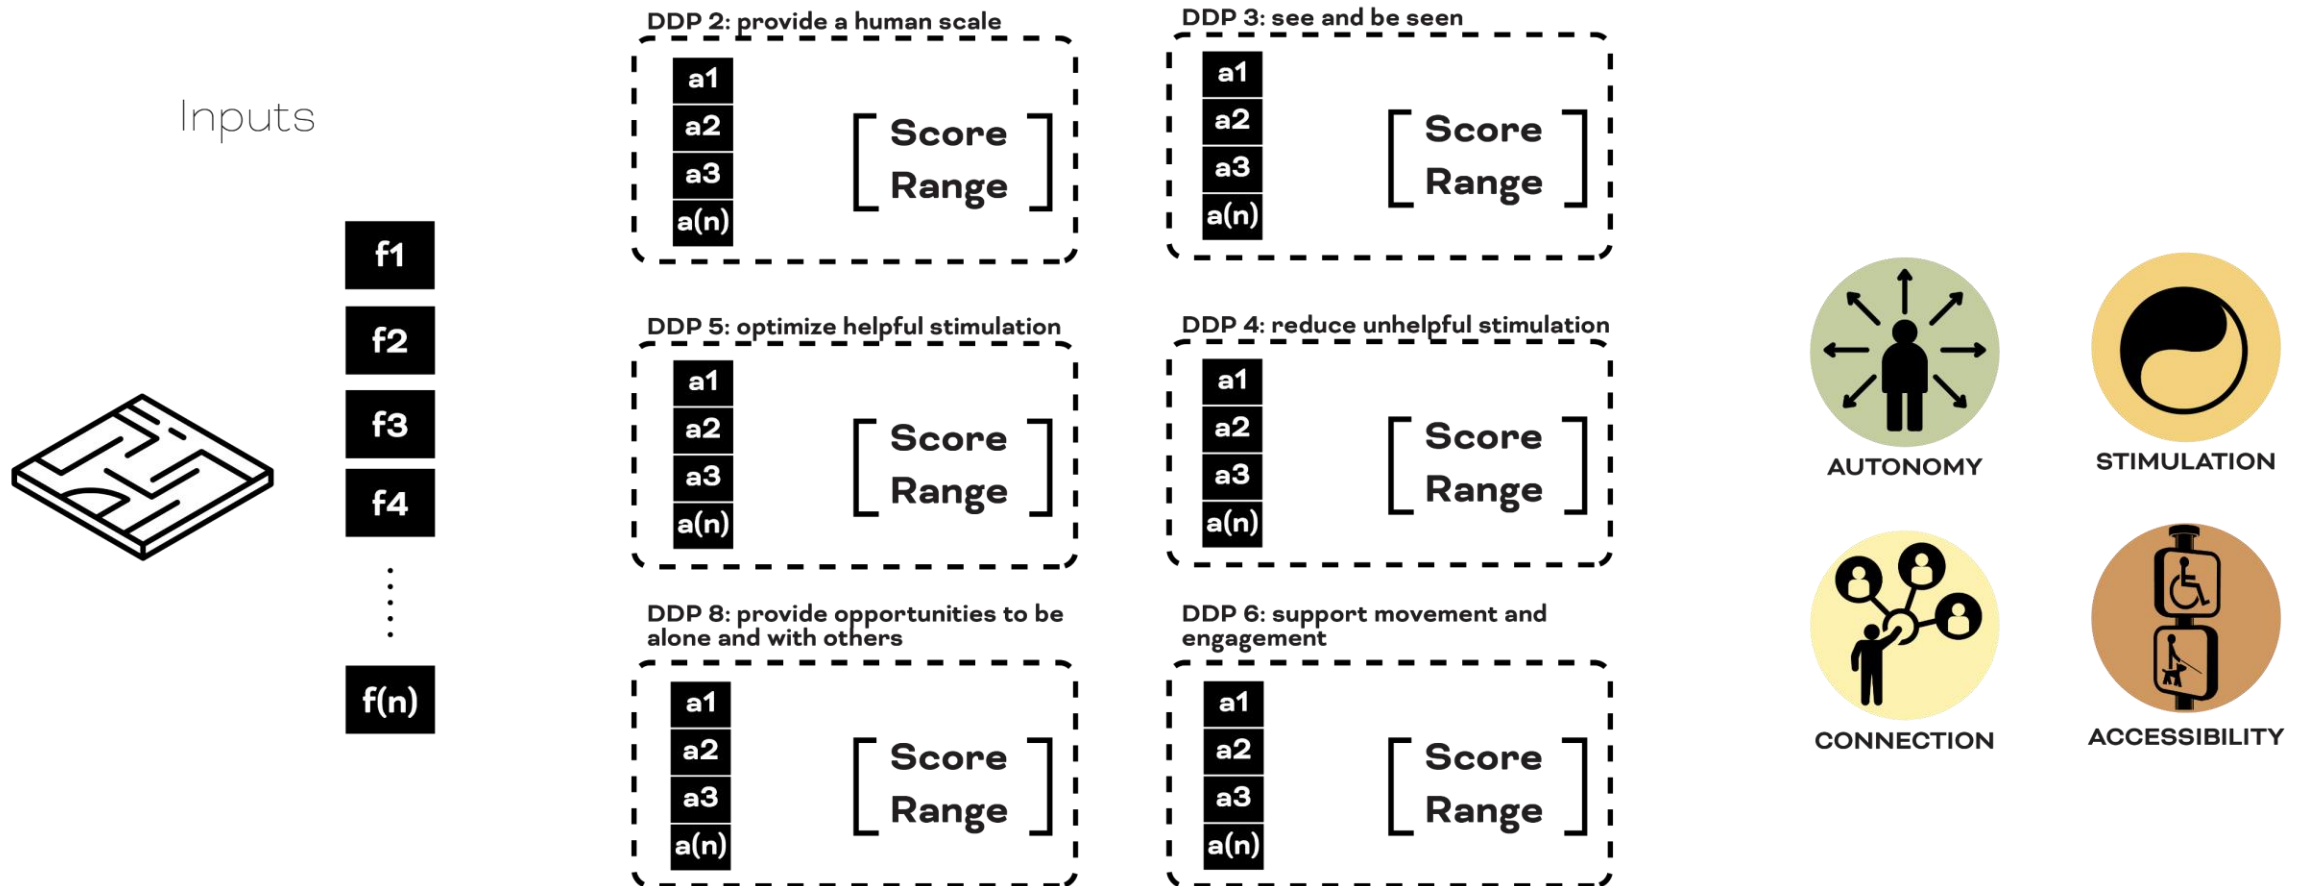 Inputs
f1
f2
f3
f4
f(n)
DDP 2: provide a human scale
a1
a2
a3
a(n)
Score
Range
DDP 3: see and be seen
a1
a2
a3
a(n)
Score
Range
DDP 5: optimize helpful stimulation
a1
a2
a3
a(n)
Score
Range
DDP 4: reduce unhelpful stimulation
a1
a2
a3
a(n)
Score
Range
DDP 8: provide opportunities to be
alone and with others
a1
a2
a3
a(n)
Score
Range
DDP 6: support movement and
engagement
a1
a2
a3
a(n)
Score
Range
AUTONOMY
STIMULATION
CONNECTION
ACCESSIBILITY